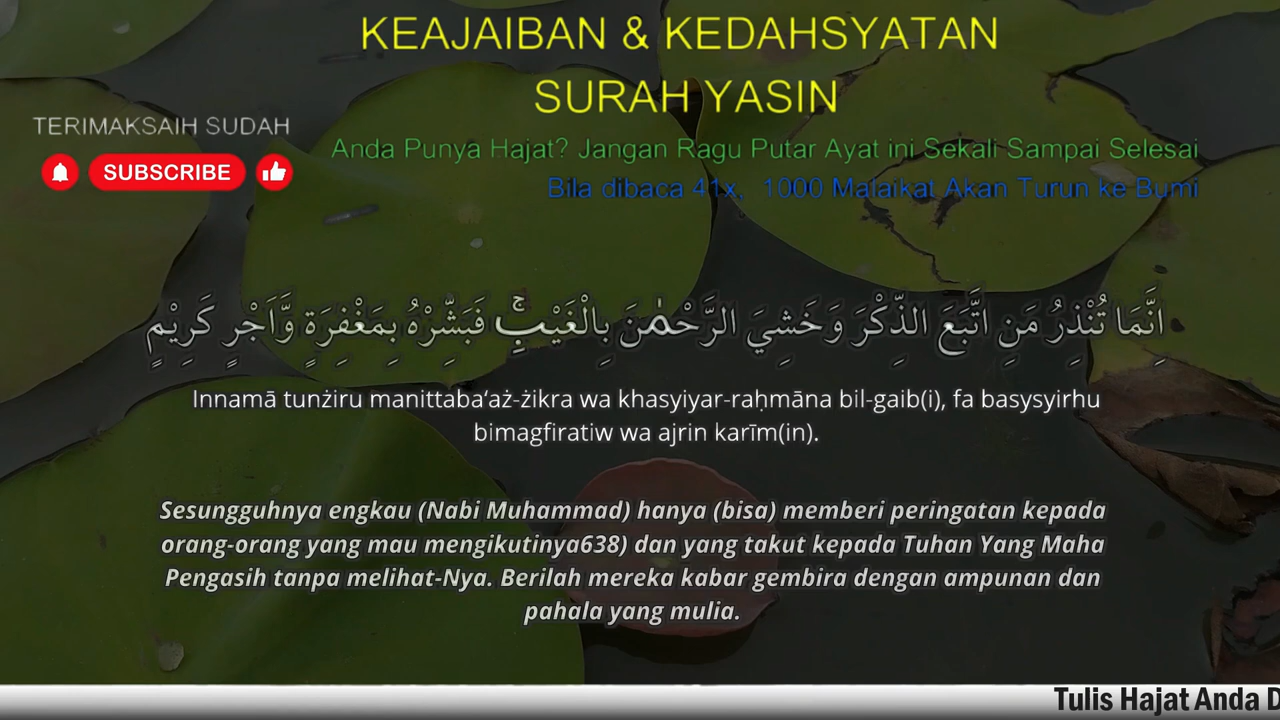 KEAJAIBAN & KEDAHSYATAN
SURAH YASIN
TERIMAKSAIH SUDAH
SUBSCRIBE
Anda Punya Hajat? Jangan Ragu Putar Ayat ini Sekali Sampai Selesai
Bila dibaca 41x, 1000 Malaikat Akan Turun ke Bumi
اِنَّمَا تُنْذِرُ مَنِ اتَّبَعَ الذِّكْرَ وَخَشِيَ الرَّحْمٰنَ بِالْغَيْبِۚ فَبَشِّرْهُ بِمَغْفِرَةٍ وَّاَجْرٍ كَرِيْمٍ
Innamā tunżiru manittaba‘aż-żikra wa khasyiyar-raḥmāna bil-gaib(i), fa basysyirhu
bimagfiratiw wa ajrin karīm(in).
Sesungguhnya engkau (Nabi Muhammad) hanya (bisa) memberi peringatan kepada
orang-orang yang mau mengikutinya638) dan yang takut kepada Tuhan Yang Maha
Pengasih tanpa melihat-Nya. Berilah mereka kabar gembira dengan ampunan dan
pahala yang mulia.
Tulis Hajat Anda D